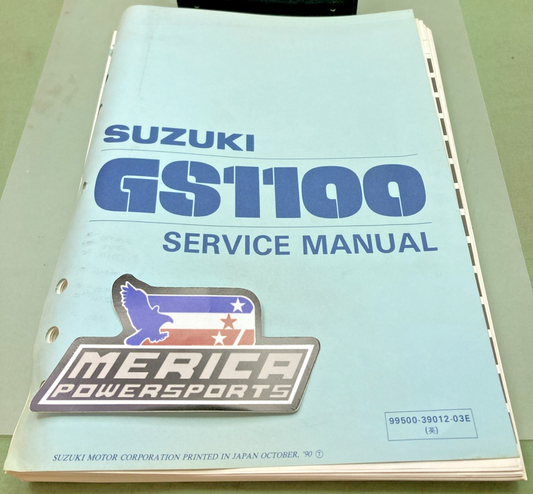 SUZUKI
GS1100
SERVICE MANUAL
MERICA
POWERSPORTS
99500-39012-03E
(英)
SUZUKI MOTOR CORPORATION PRINTED IN JAPAN OCTOBER, '90 Ⓣ